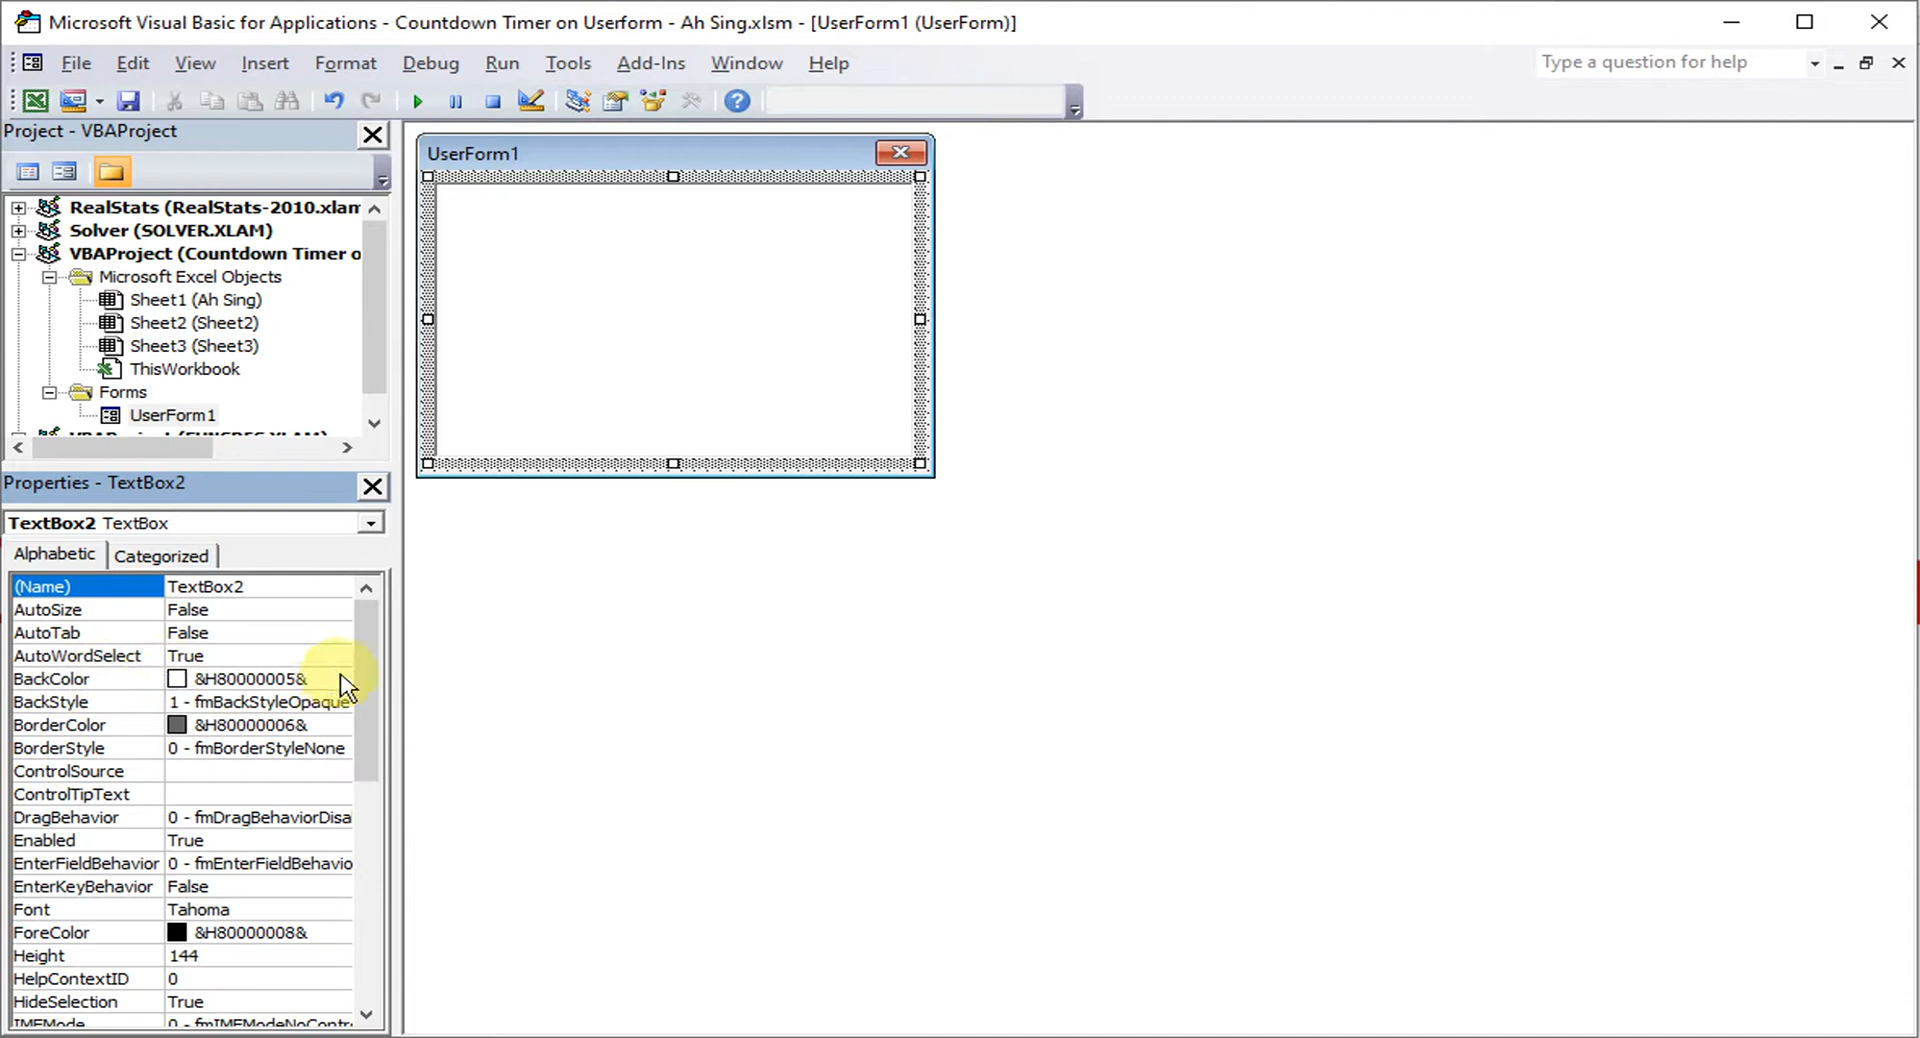 Microsoft Visual Basic for Applications - Countdown Timer on Userform - Ah Sing.xlsm - [UserForm1 (UserForm)]
File Edit View Insert Format Debug Run Tools Add-Ins Window Help
Type a question for help
Project - VBAProject
RealStats (RealStats-2010.xlam
Solver (SOLVER.XLAM)
VBAProject (Countdown Timer o
Microsoft Excel Objects
Sheet1 (Ah Sing)
Sheet2 (Sheet2)
Sheet3 (Sheet3)
ThisWorkbook
Forms
UserForm1
UserForm1
Properties - TextBox2
TextBox2 TextBox
Alphabetic Categorized
(Name) TextBox2
AutoSize False
AutoTab False
AutoWordSelect True
BackColor &H80000005&
BackStyle 1 - fmBackStyleOpaque
BorderColor &H80000006&
BorderStyle 0 - fmBorderStyleNone
ControlSource
ControlTipText
DragBehavior 0 - fmDragBehaviorDisa
Enabled True
EnterFieldBehavior 0 - fmEnterFieldBehavio
EnterKeyBehavior False
Font Tahoma
ForeColor &H80000008&
Height 144
HelpContextID 0
HideSelection True
IMEMode 0 - fmIMEModeNoContr